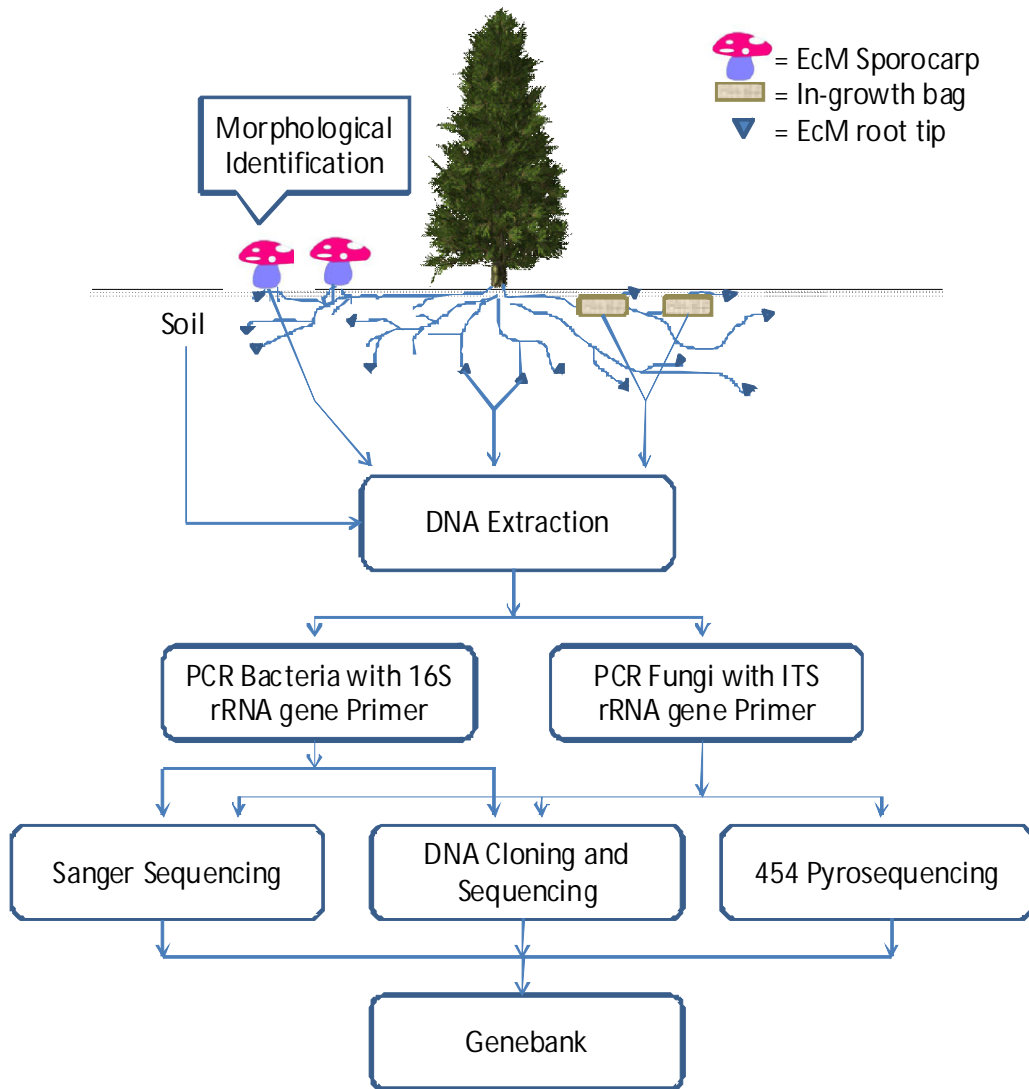 = EcM Sporocarp
= In-growth bag
= EcM root tip
Morphological
Identification
Soil
DNA Extraction
PCR Bacteria with 16S
rRNA gene Primer
PCR Fungi with ITS
rRNA gene Primer
Sanger Sequencing
DNA Cloning and
Sequencing
454 Pyrosequencing
Genebank